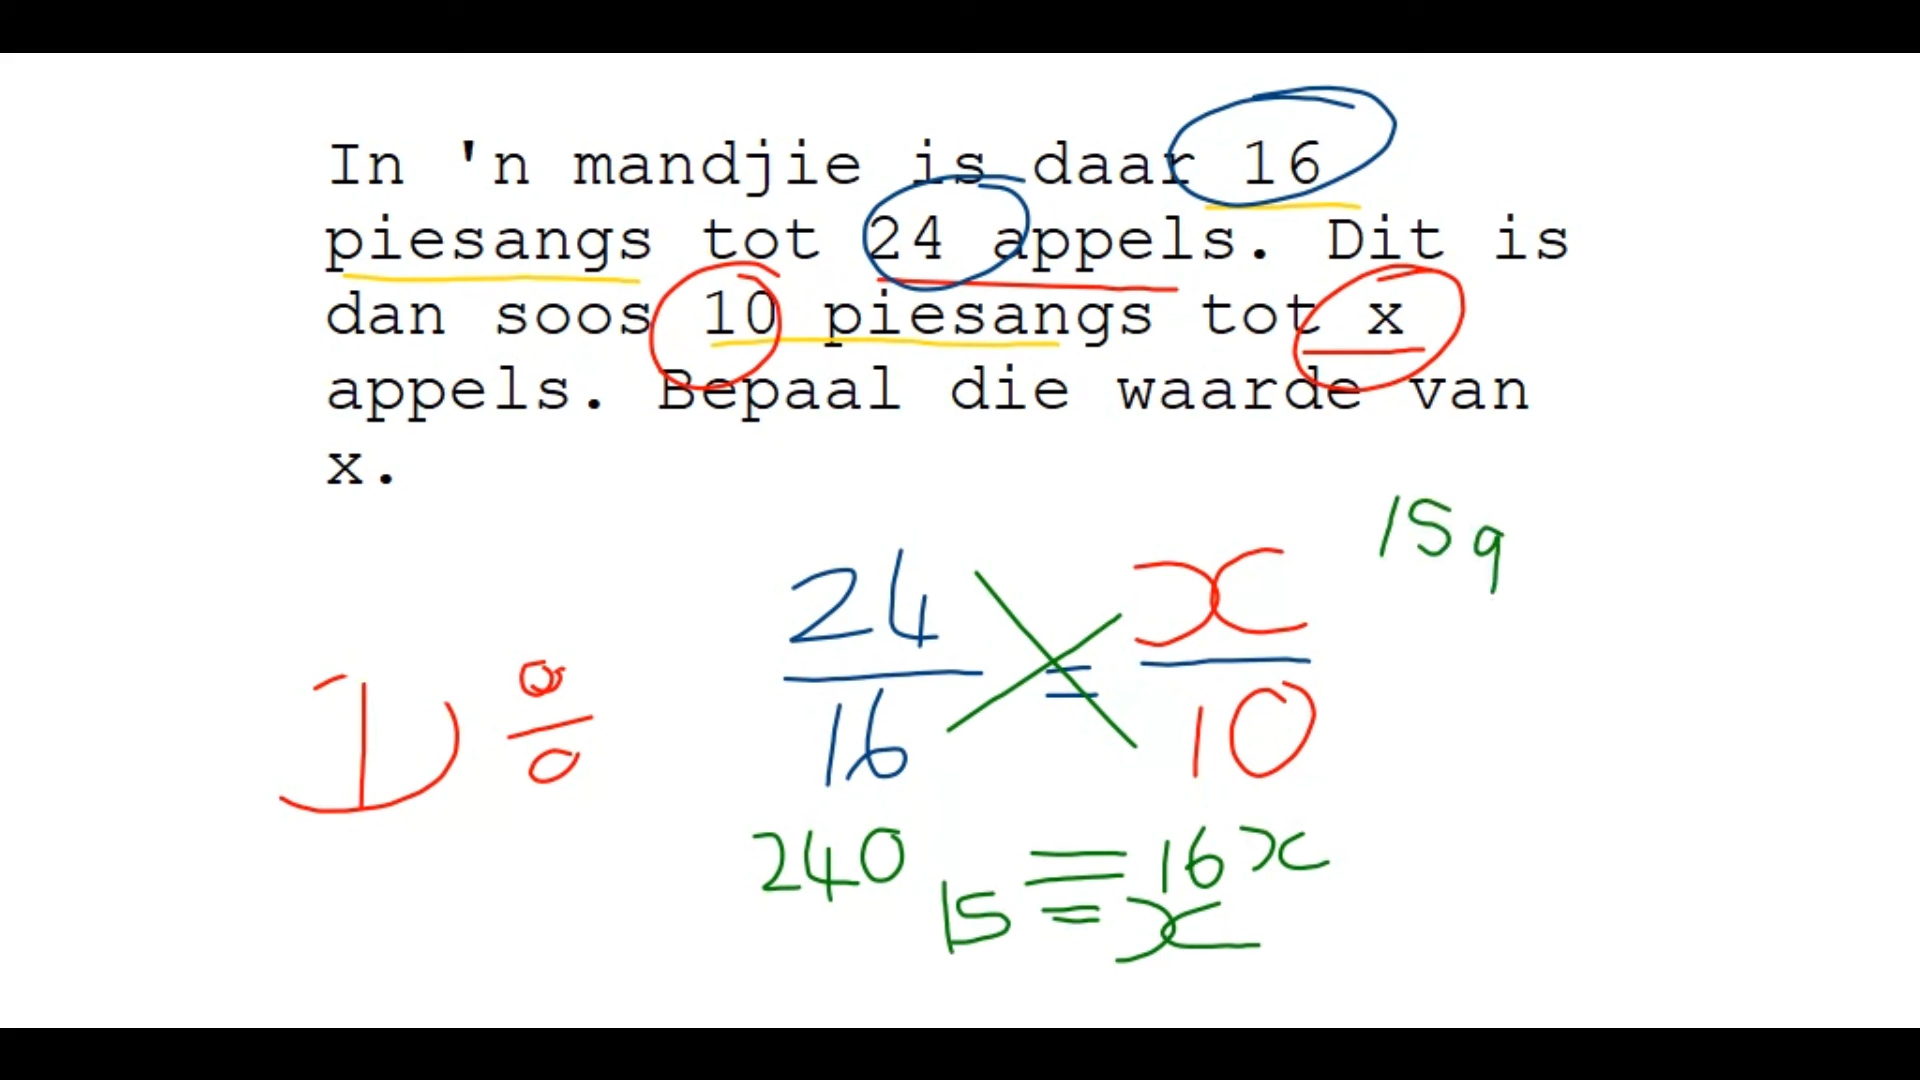 In 'n mandjie is daar 16
piesangs tot 24 appels. Dit is
dan soos 10 piesangs tot x
appels. Bepaal die waarde van
x.
15 a
24/16 = x/10
240 = 16x
15 = x